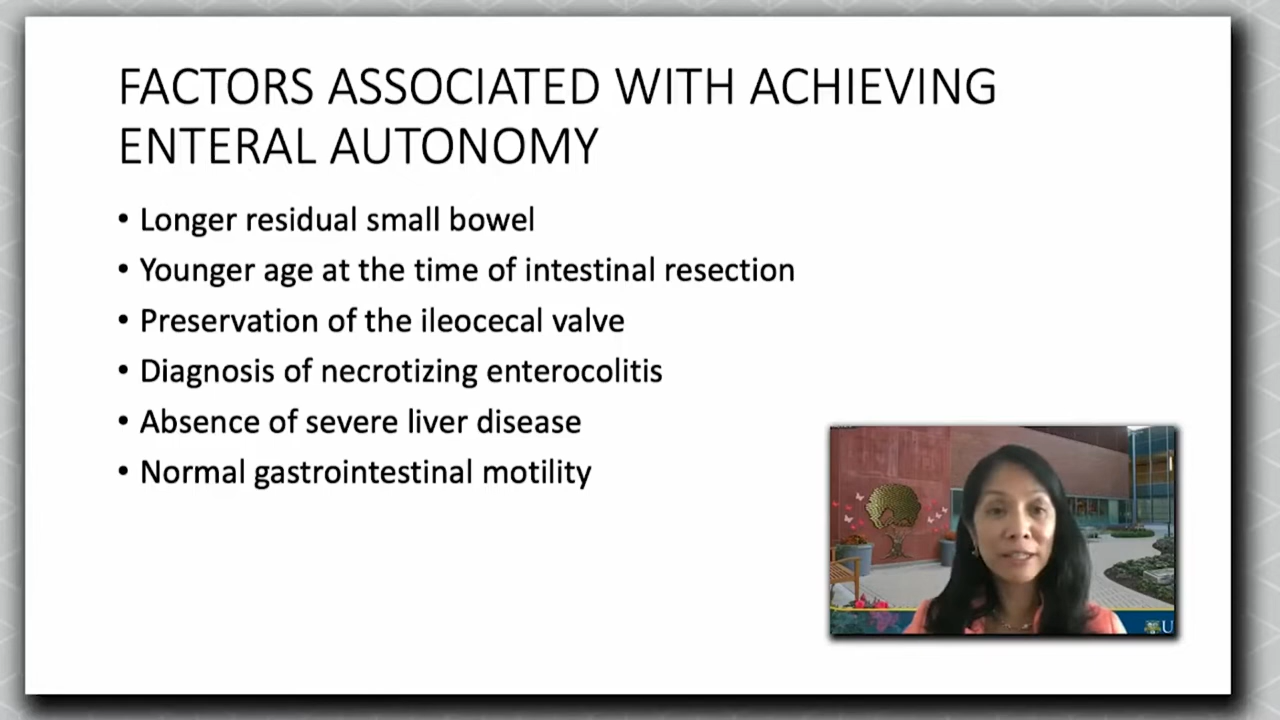 FACTORS ASSOCIATED WITH ACHIEVING
ENTERAL AUTONOMY
• Longer residual small bowel
• Younger age at the time of intestinal resection
• Preservation of the ileocecal valve
• Diagnosis of necrotizing enterocolitis
• Absence of severe liver disease
• Normal gastrointestinal motility
U